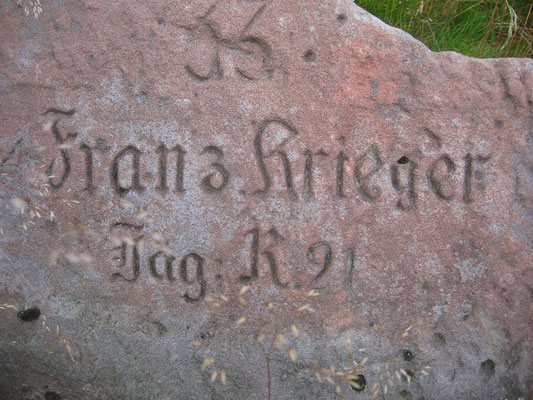 Franz Krieger
Jag: R. 21